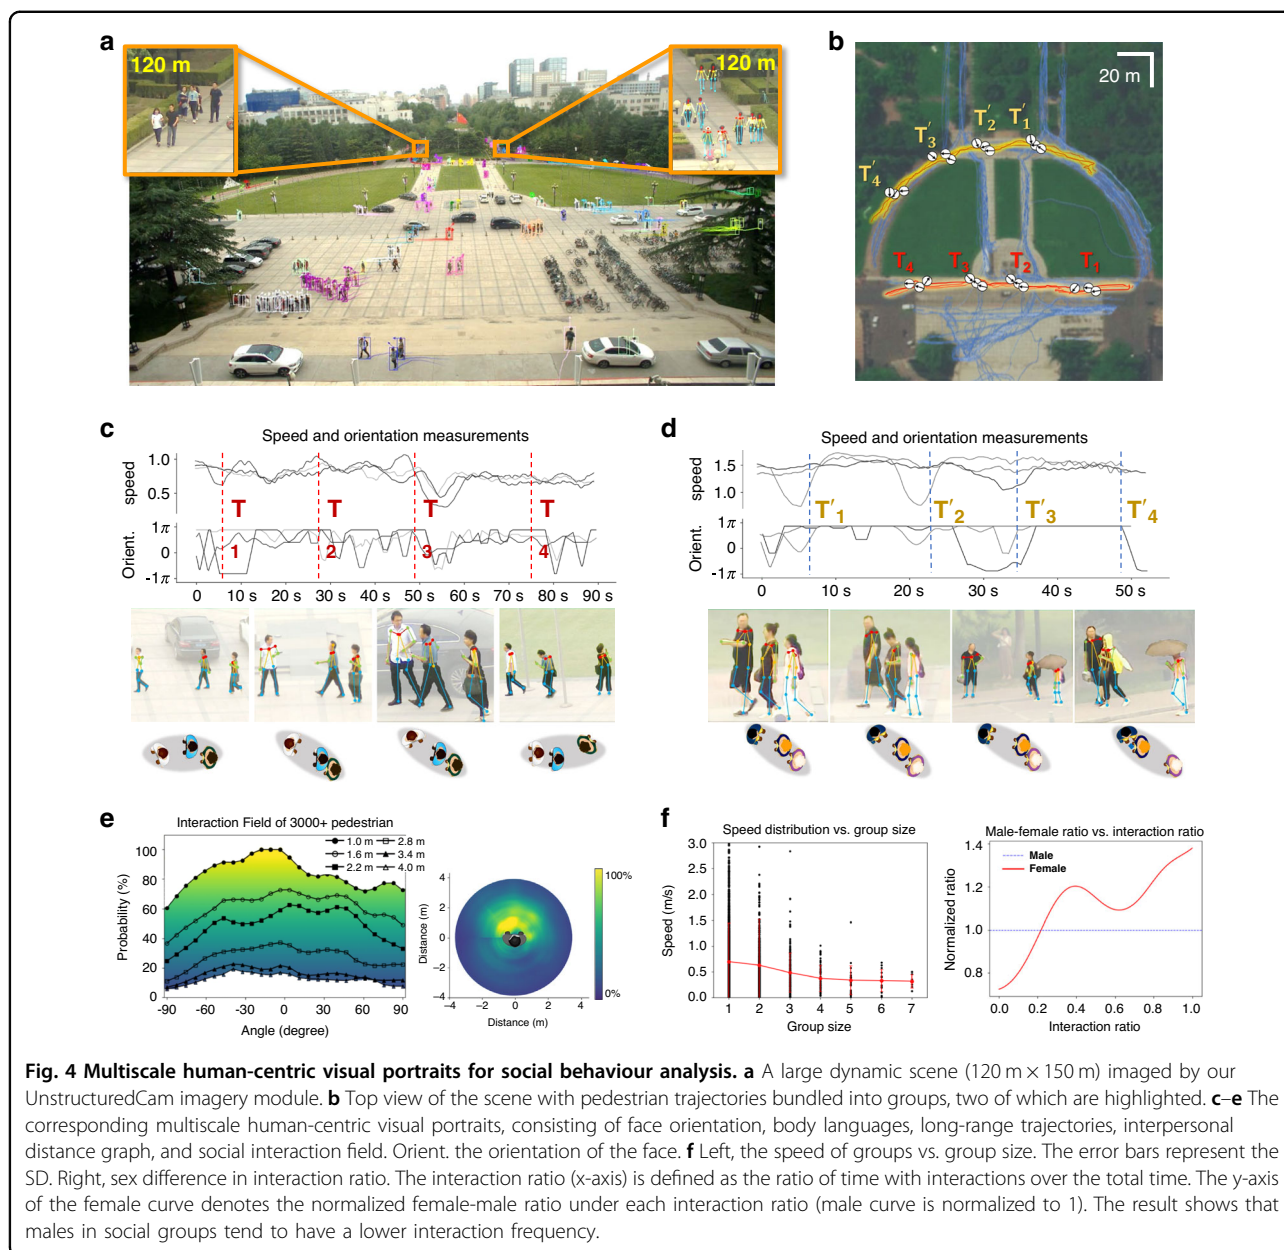 a
120 m
120 m
b
20 m
T′1
T′2
T′3
T′4
T4
T3
T2
T1
c
Speed and orientation measurements
speed
1.0
0.5
T
T
T
T
Orient.
1π
0
-1π
1
2
3
4
0
10 s
20 s
30 s
40 s
50 s
60 s
70 s
80 s
90 s
d
Speed and orientation measurements
speed
1.5
1.0
T′1
T′2
T′3
T′4
Orient.
1π
0
-1π
0
10 s
20 s
30 s
40 s
50 s
e
Interaction Field of 3000+ pedestrian
1.0 m
2.8 m
1.6 m
3.4 m
2.2 m
4.0 m
Probability (%)
100
80
60
40
20
0
-90
-60
-30
0
30
60
90
Angle (degree)
Distance (m)
4
2
0
−2
−4
−4
−2
0
2
4
Distance (m)
100%
0%
f
Speed distribution vs. group size
Speed (m/s)
3.0
2.5
2.0
1.5
1.0
0.5
0.0
1
2
3
4
5
6
7
Group size
Male-female ratio vs. interaction ratio
Normalized ratio
1.4
1.2
1.0
0.8
Male
Female
0.0
0.2
0.4
0.6
0.8
1.0
Interaction ratio
Fig. 4 Multiscale human-centric visual portraits for social behaviour analysis. a A large dynamic scene (120 m × 150 m) imaged by our
UnstructuredCam imagery module. b Top view of the scene with pedestrian trajectories bundled into groups, two of which are highlighted. c–e The
corresponding multiscale human-centric visual portraits, consisting of face orientation, body languages, long-range trajectories, interpersonal
distance graph, and social interaction field. Orient. the orientation of the face. f Left, the speed of groups vs. group size. The error bars represent the
SD. Right, sex difference in interaction ratio. The interaction ratio (x-axis) is defined as the ratio of time with interactions over the total time. The y-axis
of the female curve denotes the normalized female-male ratio under each interaction ratio (male curve is normalized to 1). The result shows that
males in social groups tend to have a lower interaction frequency.